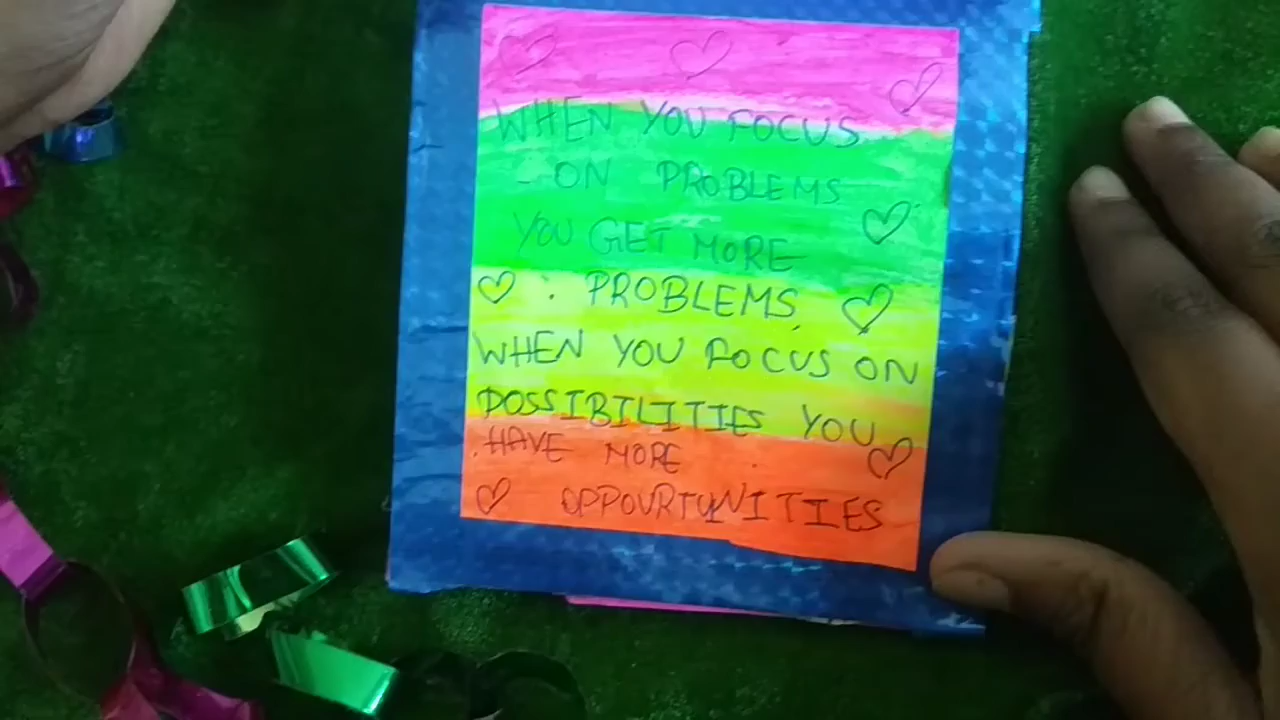 WHEN YOU FOCUS
ON PROBLEMS
YOU GET MORE
PROBLEMS,
WHEN YOU FOCUS ON
POSSIBILITIES YOU
HAVE MORE
OPPOURTUNITIES